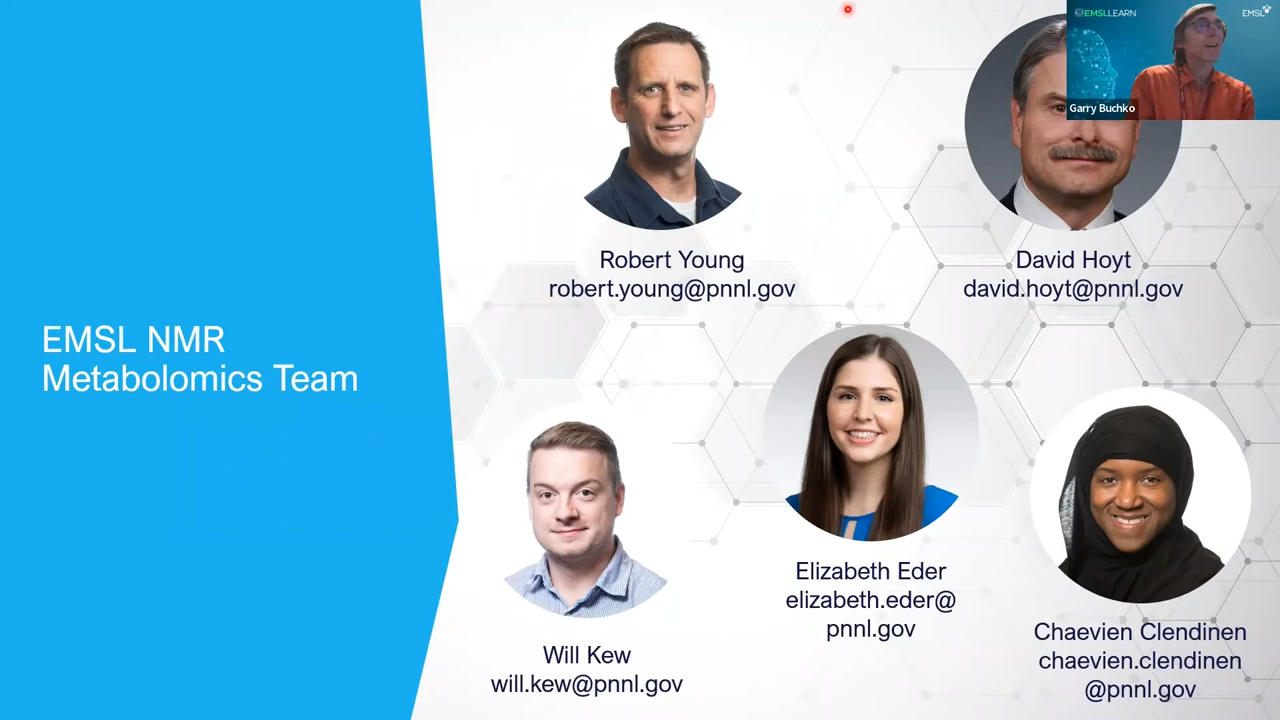 EMSLLEARN
EMSL
Garry Buchko
Robert Young
robert.young@pnnl.gov
David Hoyt
david.hoyt@pnnl.gov
EMSL NMR
Metabolomics Team
Elizabeth Eder
elizabeth.eder@
pnnl.gov
Will Kew
will.kew@pnnl.gov
Chaevien Clendinen
chaevien.clendinen
@pnnl.gov